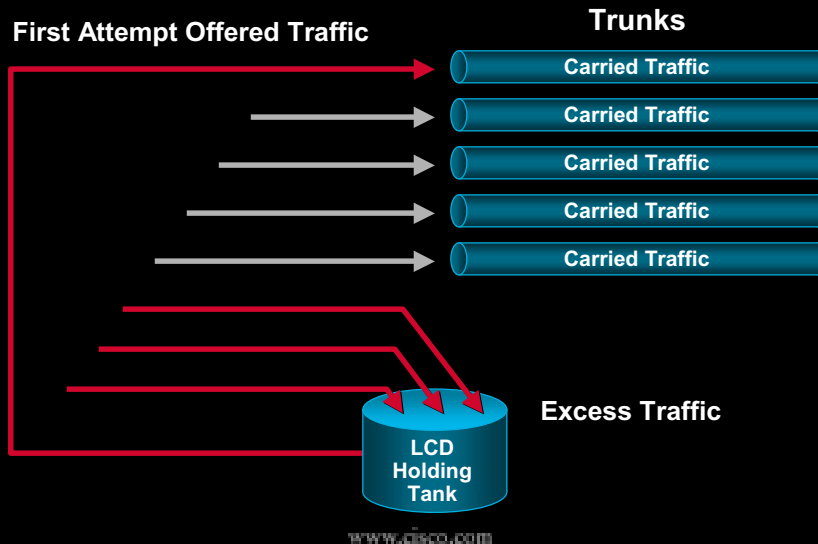 First Attempt Offered Traffic
Trunks
Carried Traffic
Carried Traffic
Carried Traffic
Carried Traffic
Carried Traffic
Excess Traffic
LCD
Holding
Tank
www.cisco.com